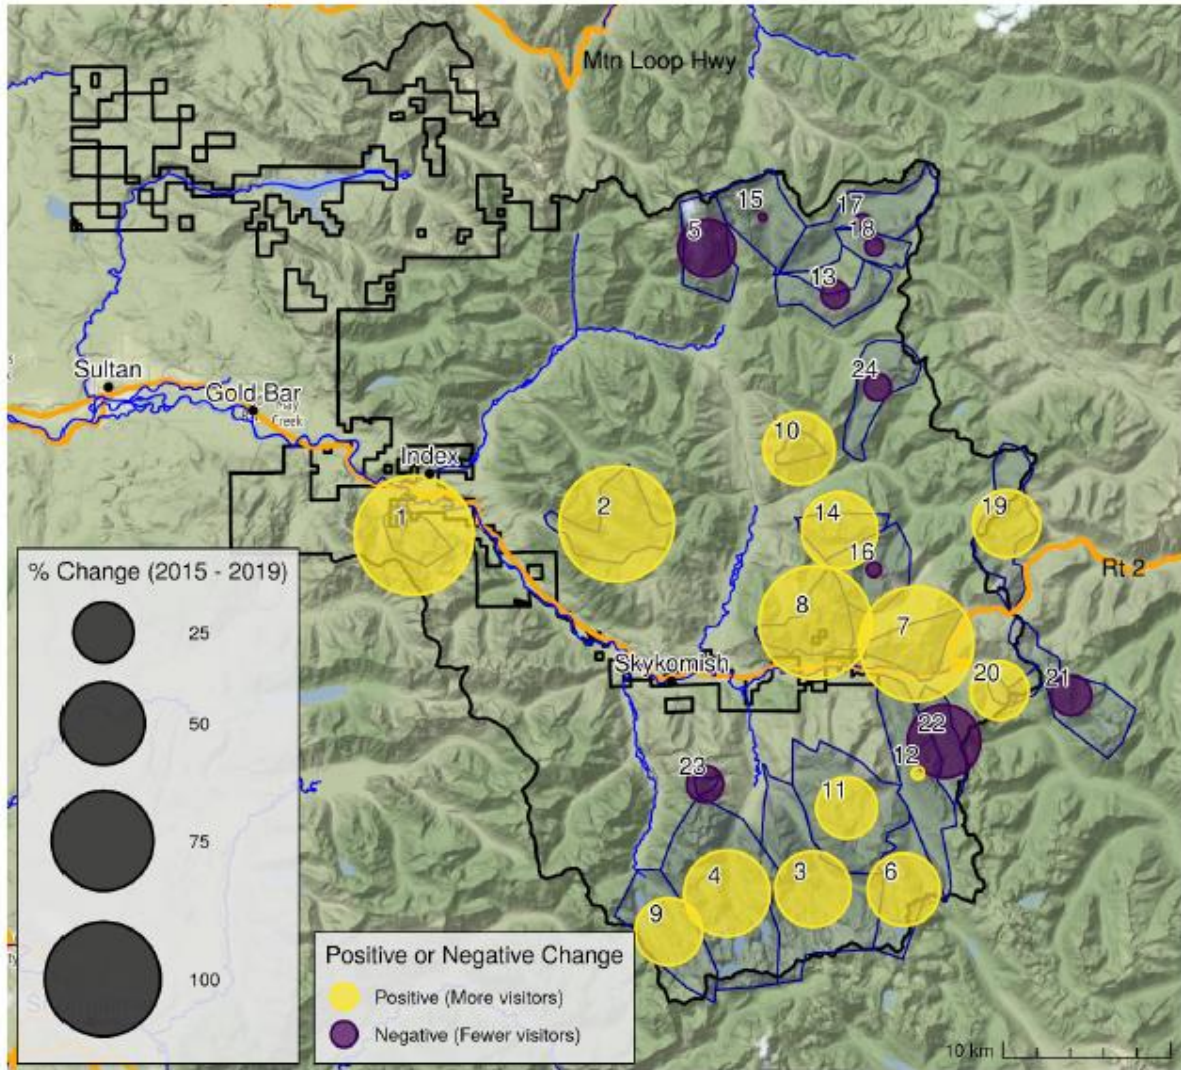 Mtn Loop Hwy
15
17
5
18
13
Sultan
24
Gold Bar
Creek
10
Index
2
19
1
14
16
Rt 2
% Change (2015 - 2019)
25
50
75
100
8
7
Skykomish
20
21
22
12
23
11
4
3
6
9
Positive or Negative Change
Positive (More visitors)
Negative (Fewer visitors)
10 km